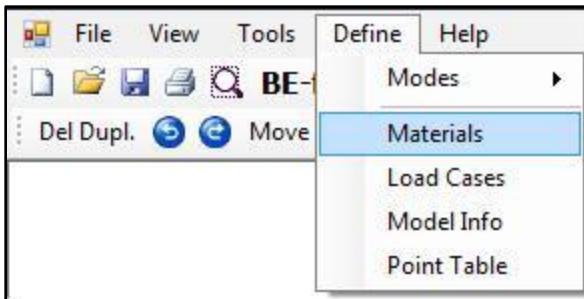 File View Tools Define Help
BE-
Modes
Del Dupl. Move
Materials
Load Cases
Model Info
Point Table